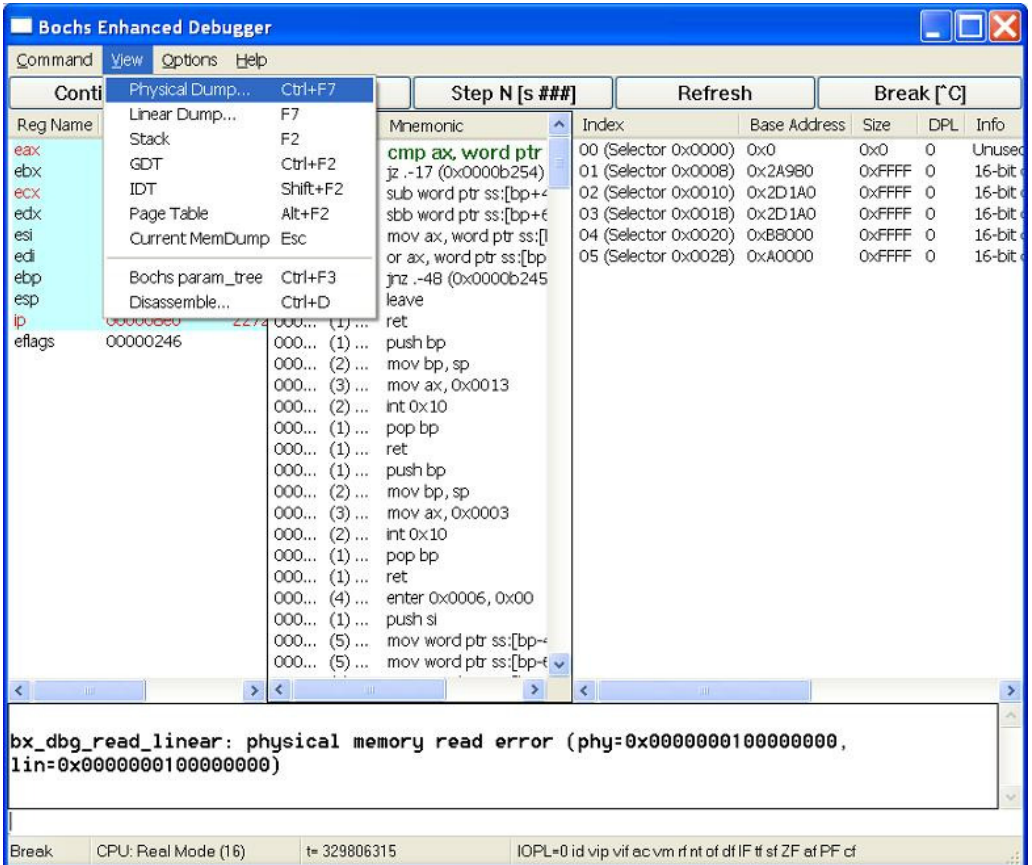 Bochs Enhanced Debugger
Command View Options Help
Conti Step N [s ###] Refresh Break [^C]
Physical Dump... Ctrl+F7
Linear Dump... F7
Stack F2
GDT Ctrl+F2
IDT Shift+F2
Page Table Alt+F2
Current MemDump Esc
Bochs param_tree Ctrl+F3
Disassemble... Ctrl+D
Reg Name
eax
ebx
ecx
edx
esi
edi
ebp
esp
ip 000008e0 2272
eflags 00000246
Mnemonic
cmp ax, word ptr
jz .-17 (0x0000b254)
sub word ptr ss:[bp+4
sbb word ptr ss:[bp+6
mov ax, word ptr ss:[
or ax, word ptr ss:[bp
jnz .-48 (0x0000b245
leave
000... (1) ... ret
000... (1) ... push bp
000... (2) ... mov bp, sp
000... (3) ... mov ax, 0x0013
000... (2) ... int 0x10
000... (1) ... pop bp
000... (1) ... ret
000... (1) ... push bp
000... (2) ... mov bp, sp
000... (3) ... mov ax, 0x0003
000... (2) ... int 0x10
000... (1) ... pop bp
000... (1) ... ret
000... (4) ... enter 0x0006, 0x00
000... (1) ... push si
000... (5) ... mov word ptr ss:[bp-4
000... (5) ... mov word ptr ss:[bp-6
Index Base Address Size DPL Info
00 (Selector 0x0000) 0x0 0x0 0 Unused
01 (Selector 0x0008) 0x2A980 0xFFFF 0 16-bit c
02 (Selector 0x0010) 0x2D1A0 0xFFFF 0 16-bit
03 (Selector 0x0018) 0x2D1A0 0xFFFF 0 16-bit
04 (Selector 0x0020) 0xB8000 0xFFFF 0 16-bit
05 (Selector 0x0028) 0xA0000 0xFFFF 0 16-bit
bx_dbg_read_linear: physical memory read error (phy=0x0000000100000000,
lin=0x0000000100000000)
Break CPU: Real Mode (16) t= 329806315 IOPL=0 id vip vif ac vm rf nt of df IF tf sf ZF af PF cf